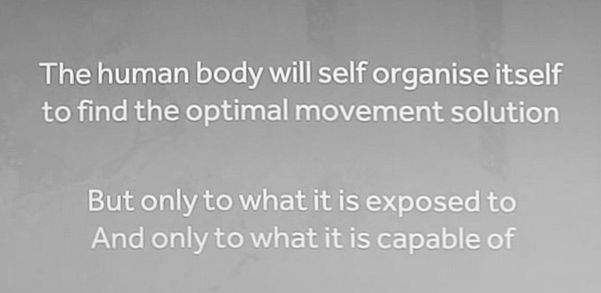 The human body will self organise itself
to find the optimal movement solution
But only to what it is exposed to
And only to what it is capable of